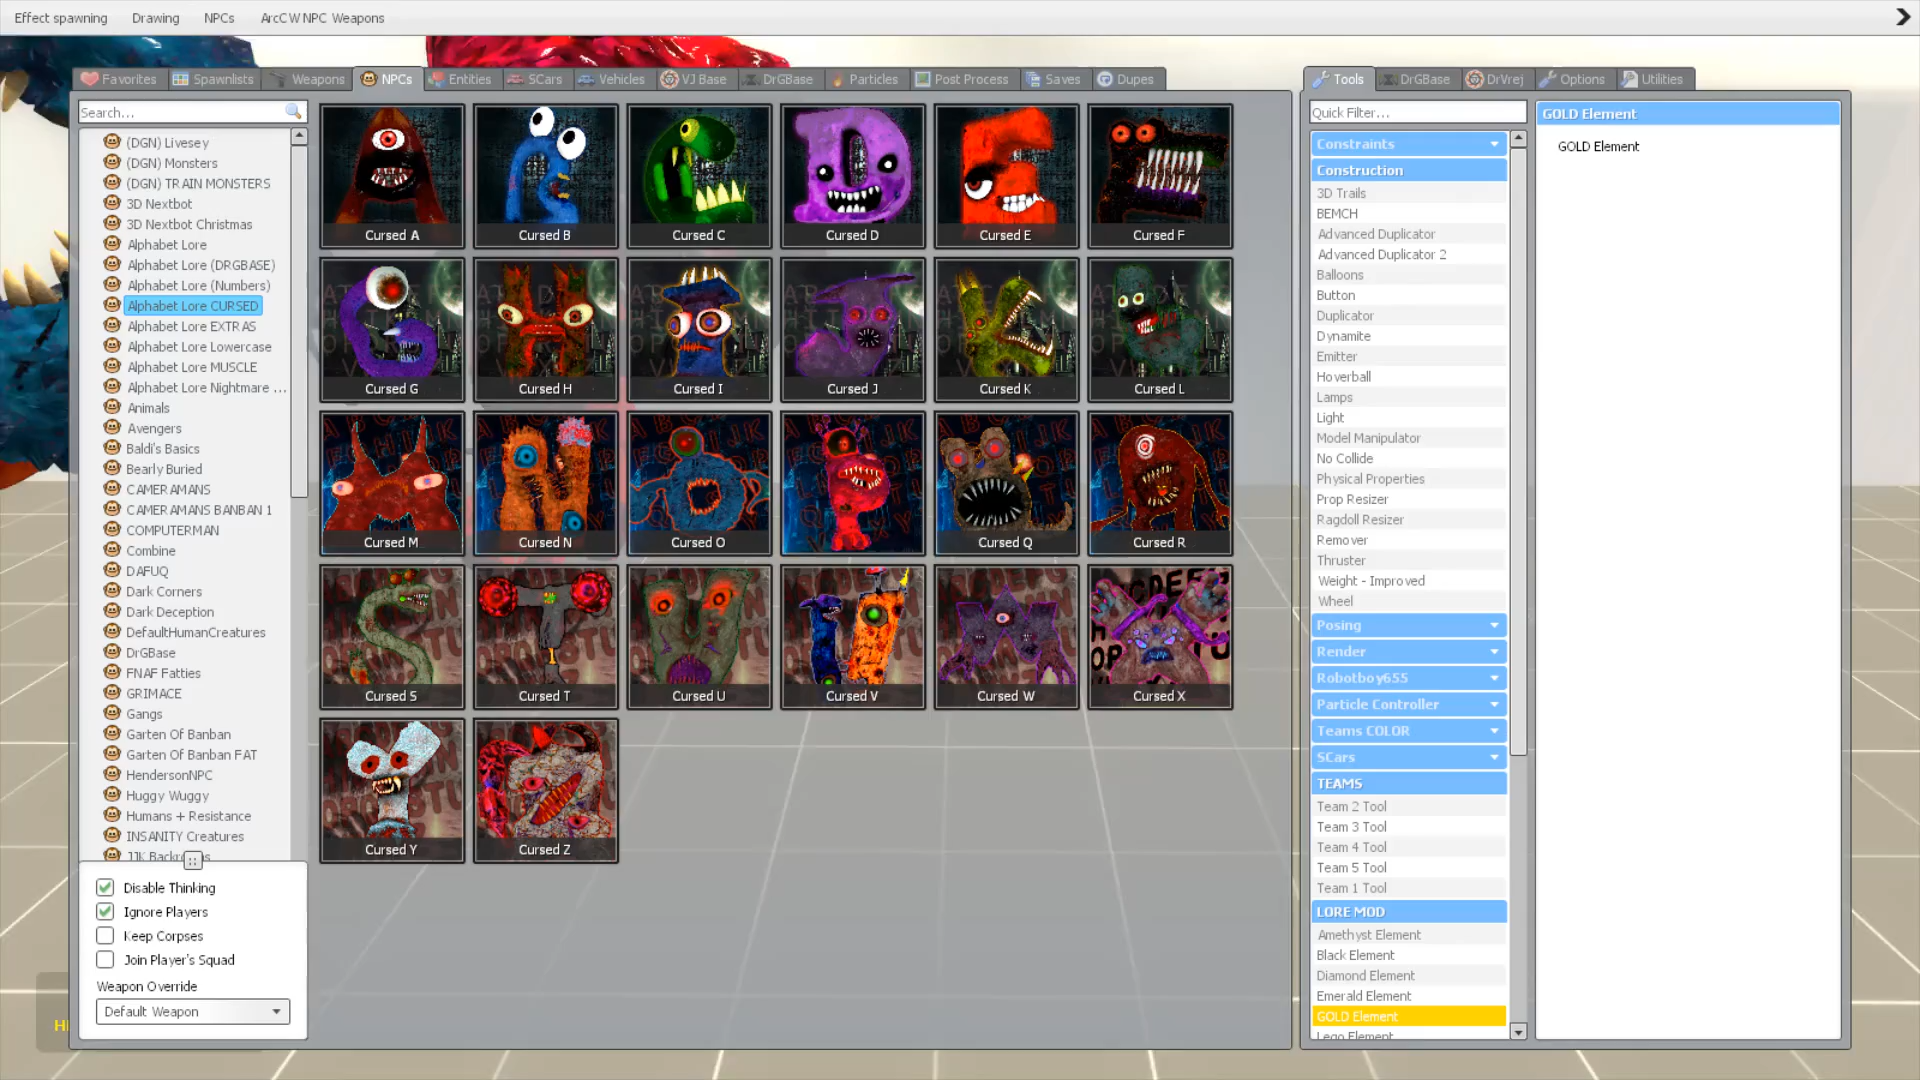 Effect spawning Drawing NPCs ArcCW NPC Weapons
Favorites Spawnlists Weapons NPCs Entities SCars Vehicles VJ Base DrGBase Particles Post Process Saves Dupes
Tools DrGBase DrVrej Options Utilities
Search...
(DGN) Livesey
(DGN) Monsters
(DGN) TRAIN MONSTERS
3D Nextbot
3D Nextbot Christmas
Alphabet Lore
Alphabet Lore (DRGBASE)
Alphabet Lore (Numbers)
Alphabet Lore CURSED
Alphabet Lore EXTRAS
Alphabet Lore Lowercase
Alphabet Lore MUSCLE
Alphabet Lore Nightmare ...
Animals
Avengers
Baldi's Basics
Bearly Buried
CAMERAMANS
CAMERAMANS BANBAN 1
COMPUTERMAN
Combine
DAFUQ
Dark Corners
Dark Deception
DefaultHumanCreatures
DrGBase
FNAF Fatties
GRIMACE
Gangs
Garten Of Banban
Garten Of Banban FAT
HendersonNPC
Huggy Wuggy
Humans + Resistance
INSANITY Creatures
JJK
Disable Thinking
Ignore Players
Keep Corpses
Join Player's Squad
Weapon Override
Default Weapon
Cursed A Cursed B Cursed C Cursed D Cursed E Cursed F
Cursed G Cursed H Cursed I Cursed J Cursed K Cursed L
Cursed M Cursed N Cursed O Cursed Q Cursed R
Cursed S Cursed T Cursed U Cursed V Cursed W Cursed X
Cursed Y Cursed Z
Quick Filter...
Constraints
Construction
3D Trails
BEMCH
Advanced Duplicator
Advanced Duplicator 2
Balloons
Button
Duplicator
Dynamite
Emitter
Hoverball
Lamps
Light
Model Manipulator
No Collide
Physical Properties
Prop Resizer
Ragdoll Resizer
Remover
Thruster
Weight - Improved
Wheel
Posing
Render
Robotboy655
Particle Controller
Teams COLOR
SCars
TEAMS
Team 2 Tool
Team 3 Tool
Team 4 Tool
Team 5 Tool
Team 1 Tool
LORE MOD
Amethyst Element
Black Element
Diamond Element
Emerald Element
GOLD Element
Lego Element
GOLD Element
GOLD Element